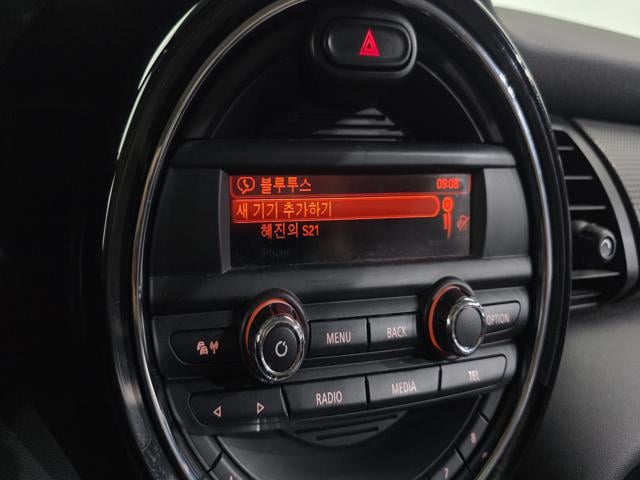 블루투스 09:08
새 기기 추가하기
혜진의 S21
iPhone
MENU BACK OPTION
RADIO MEDIA TEL